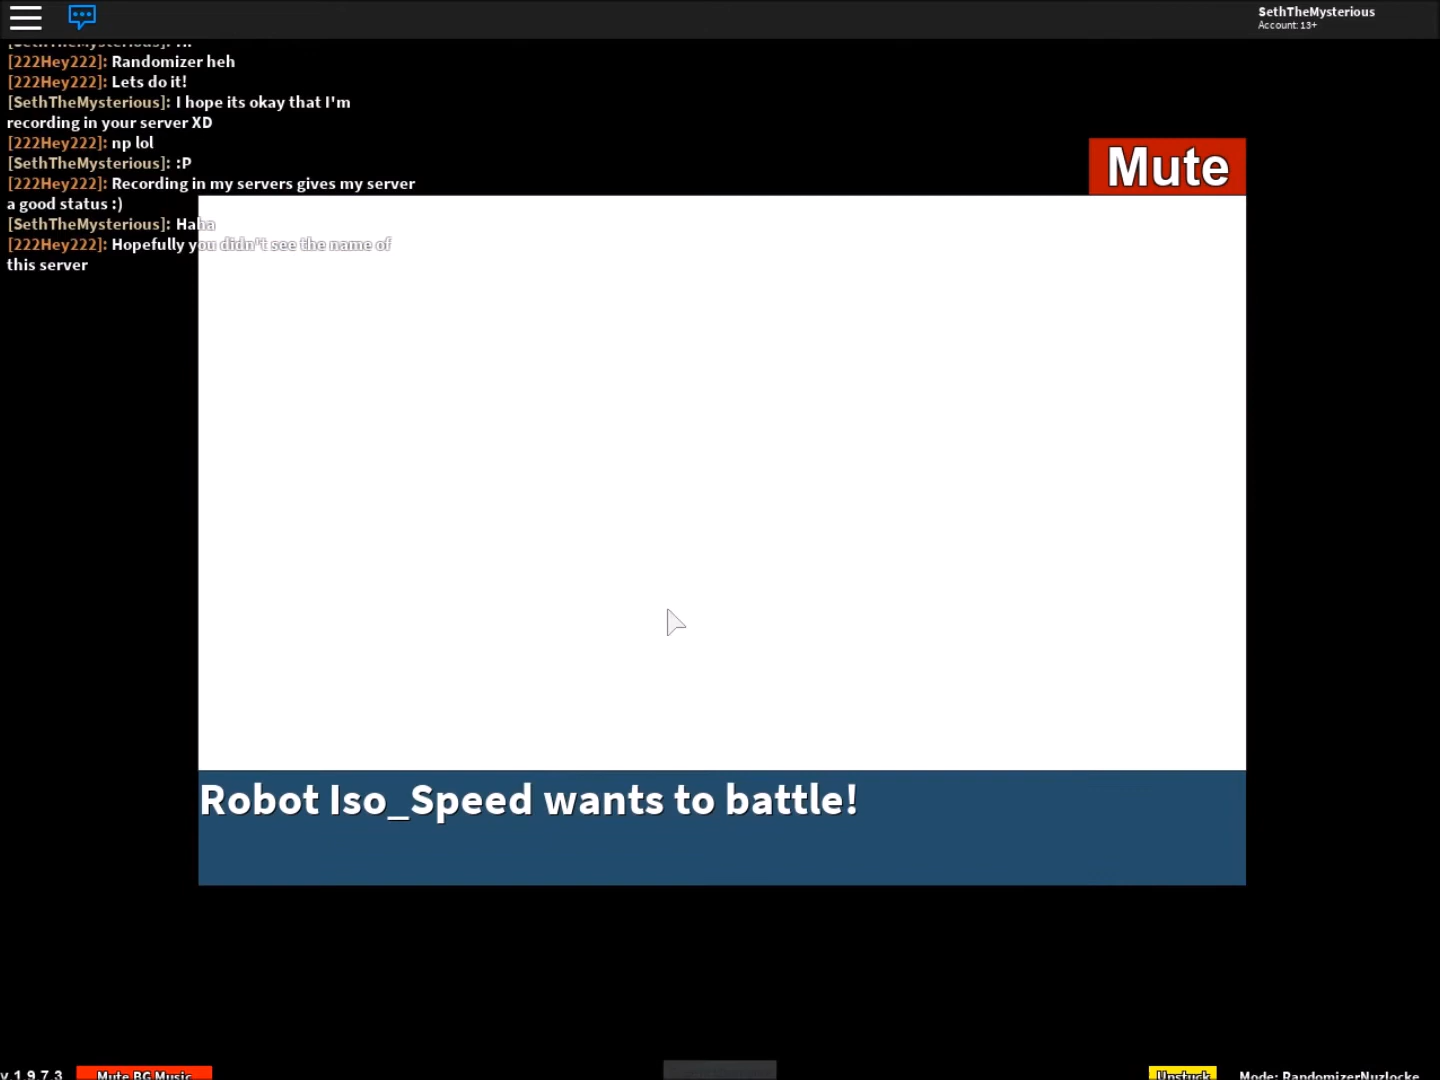 SethTheMysterious
Account: 13+
[SethTheMysterious]:
[222Hey222]: Randomizer heh
[222Hey222]: Lets do it!
[SethTheMysterious]: I hope its okay that I'm
recording in your server XD
[222Hey222]: np lol
[SethTheMysterious]: :P
[222Hey222]: Recording in my servers gives my server
a good status :)
[SethTheMysterious]: Haha
[222Hey222]: Hopefully you didn't see the name of
this server
Mute
Robot Iso_Speed wants to battle!
v.1.9.7.3
Mute BG Music
Unstuck
Mode: RandomizerNuzlocke